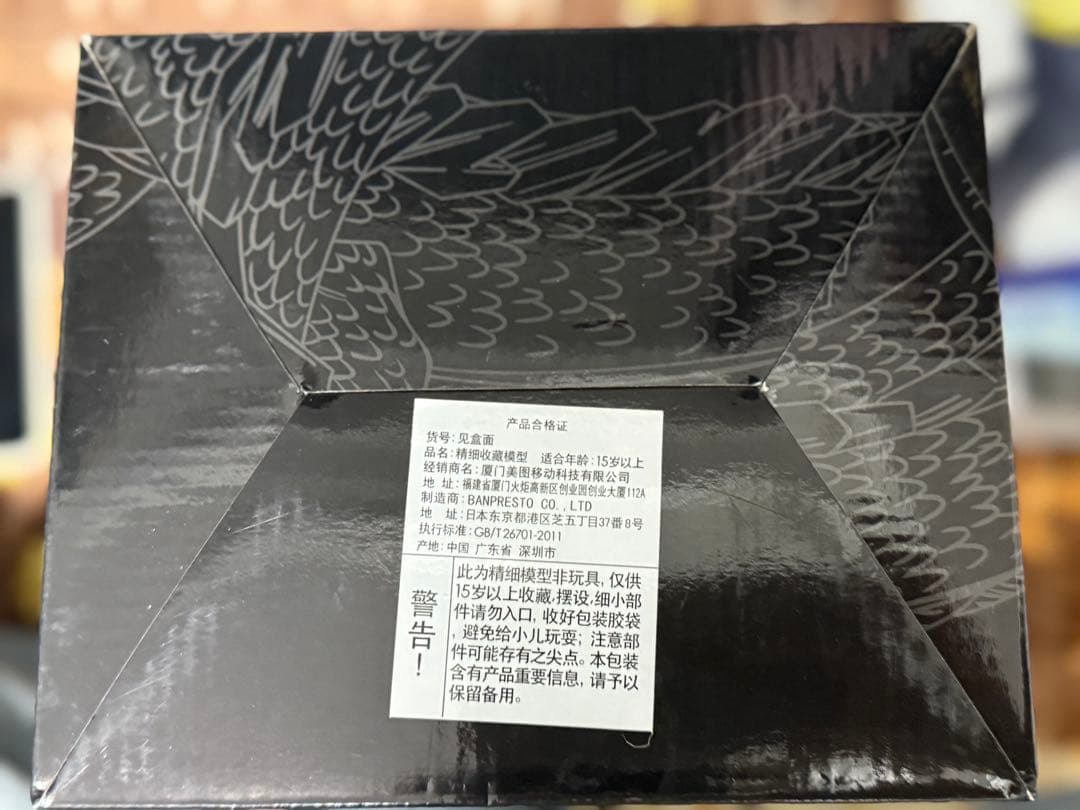 产品合格证
货号:见盒面
品名:精细收藏模型 适合年龄:15岁以上
经销商名:厦门美图移动科技有限公司
地 址:福建省厦门火炬高新区创业园创业大厦112A
制造商:BANPRESTO CO.,LTD
地 址:日本东京都港区芝五丁目37番8号
执行标准:GB/T26701-2011
产地:中国 广东省 深圳市
警告!
此为精细模型非玩具,仅供
15岁以上收藏,摆设,细小部
件请勿入口,收好包装胶袋
,避免给小儿玩耍;注意部
件可能存有之尖点。本包装
含有产品重要信息,请予以
保留备用。